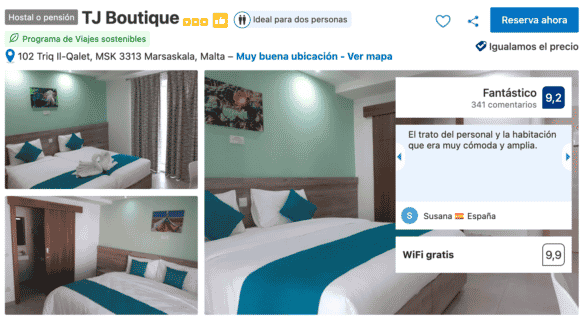 Hostal o pensión TJ Boutique Ideal para dos personas
Reserva ahora
Programa de Viajes sostenibles
Igualamos el precio
102 Triq Il-Qalet, MSK 3313 Marsaskala, Malta – Muy buena ubicación - Ver mapa
Fantástico 9,2
341 comentarios
El trato del personal y la habitación
que era muy cómoda y amplia.
S Susana España
WiFi gratis 9,9